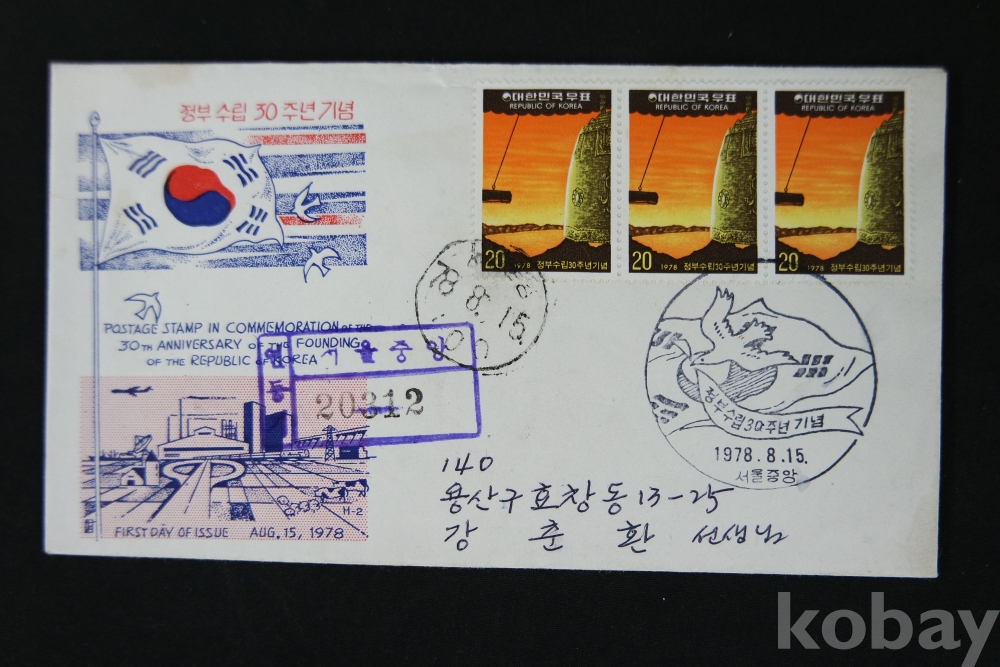 정부 수립 30 주년 기념
POSTAGE STAMP IN COMMEMORATION OF THE
30TH ANNIVERSARY OF THE FOUNDING
OF THE REPUBLIC OF KOREA
H-2
FIRST DAY OF ISSUE AUG. 15, 1978
대한민국우표
REPUBLIC OF KOREA
20 1978 정부수립30주년기념
대한민국우표
REPUBLIC OF KOREA
20 1978 정부수립30주년기념
대한민국우표
REPUBLIC OF KOREA
20 1978 정부수립30주년기념
78.8.15
서울중앙
20312
정부수립30주년기념
1978.8.15.
서울중앙
140
용산구 효창동 13-25
강 춘 환 선생님
kobay